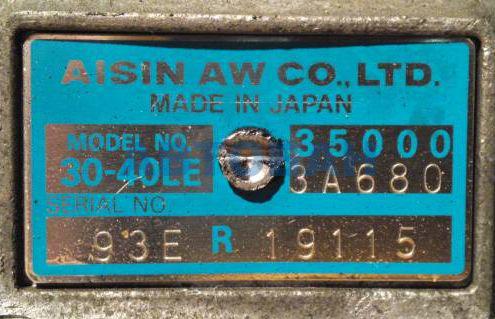 AISIN AW CO., LTD.
MADE IN JAPAN
MODEL NO. 35000
30-40LE 3A680
SERIAL NO.
93E R 19115